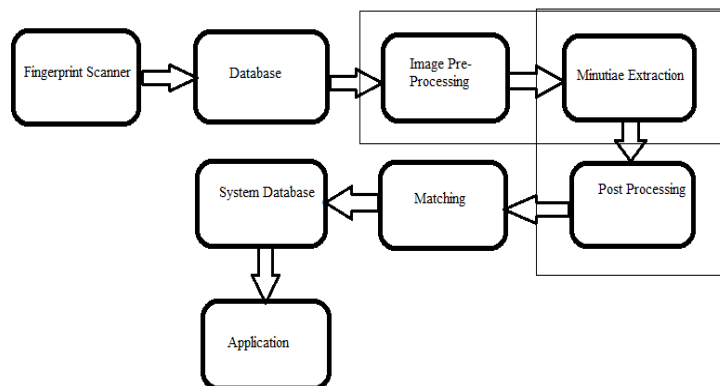 Fingerprint Scanner
Database
Image Pre-
Processing
Minutiae Extraction
System Database
Matching
Post Processing
Application